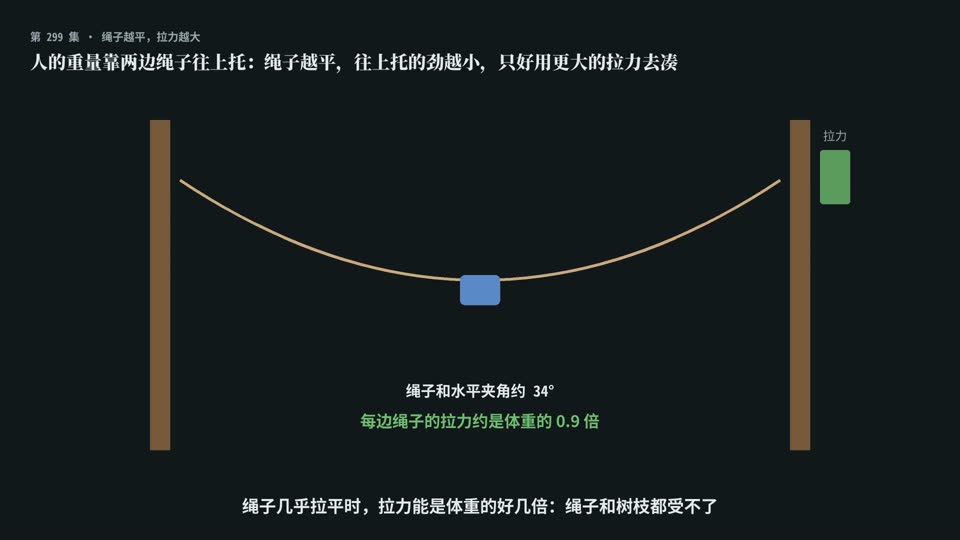 第 299 集 · 绳子越平，拉力越大
人的重量靠两边绳子往上托：绳子越平，往上托的劲越小，只好用更大的拉力去凑
拉力
绳子和水平夹角约 34°
每边绳子的拉力约是体重的 0.9 倍
绳子几乎拉平时，拉力能是体重的好几倍：绳子和树枝都受不了